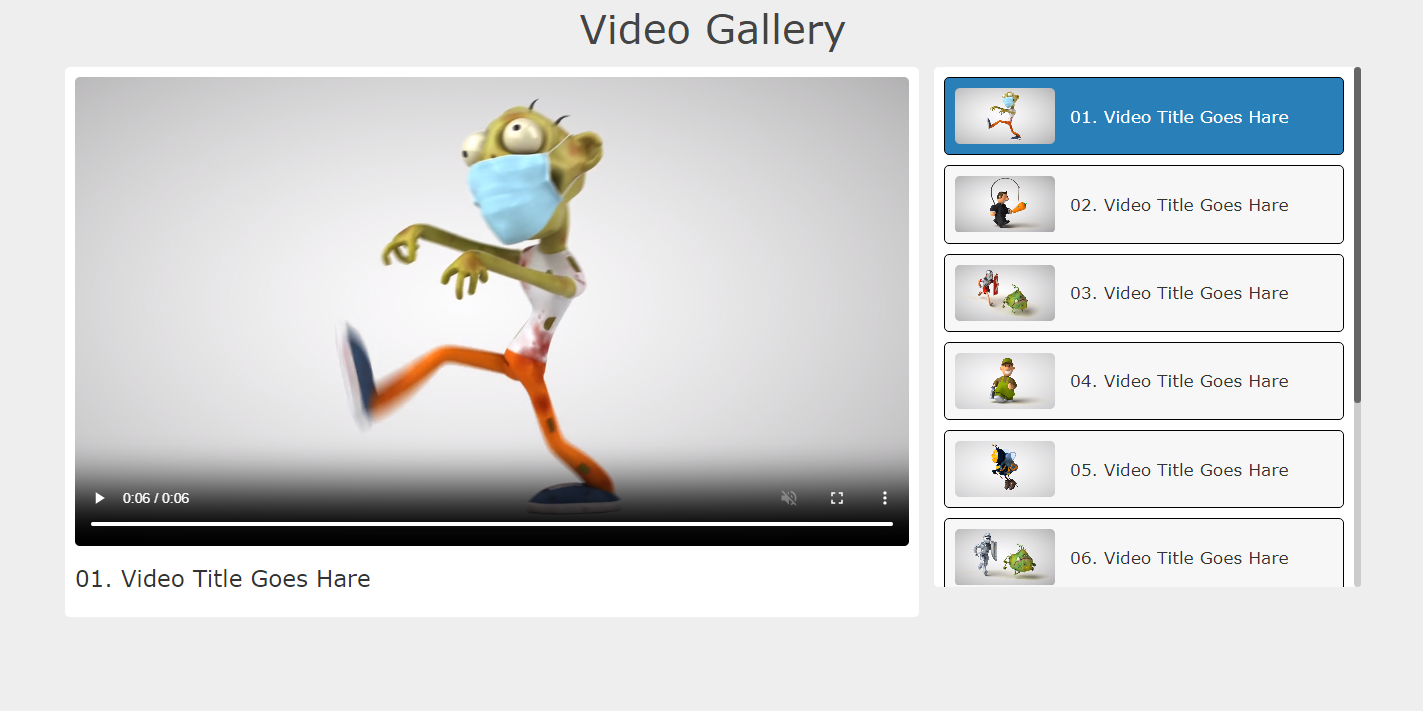 Video Gallery
0:06 / 0:06
01. Video Title Goes Hare
01. Video Title Goes Hare
02. Video Title Goes Hare
03. Video Title Goes Hare
04. Video Title Goes Hare
05. Video Title Goes Hare
06. Video Title Goes Hare